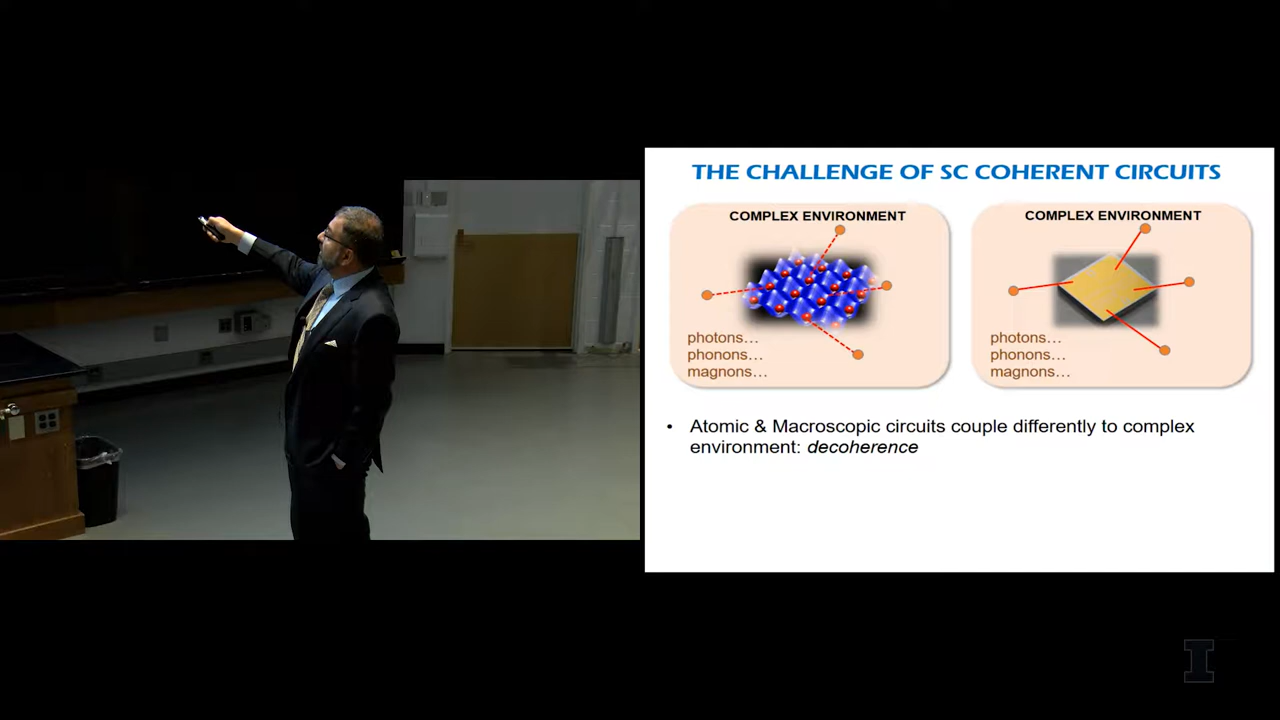 THE CHALLENGE OF SC COHERENT CIRCUITS
COMPLEX ENVIRONMENT
photons…
phonons…
magnons…
COMPLEX ENVIRONMENT
photons…
phonons…
magnons…
• Atomic & Macroscopic circuits couple differently to complex
environment: decoherence
I